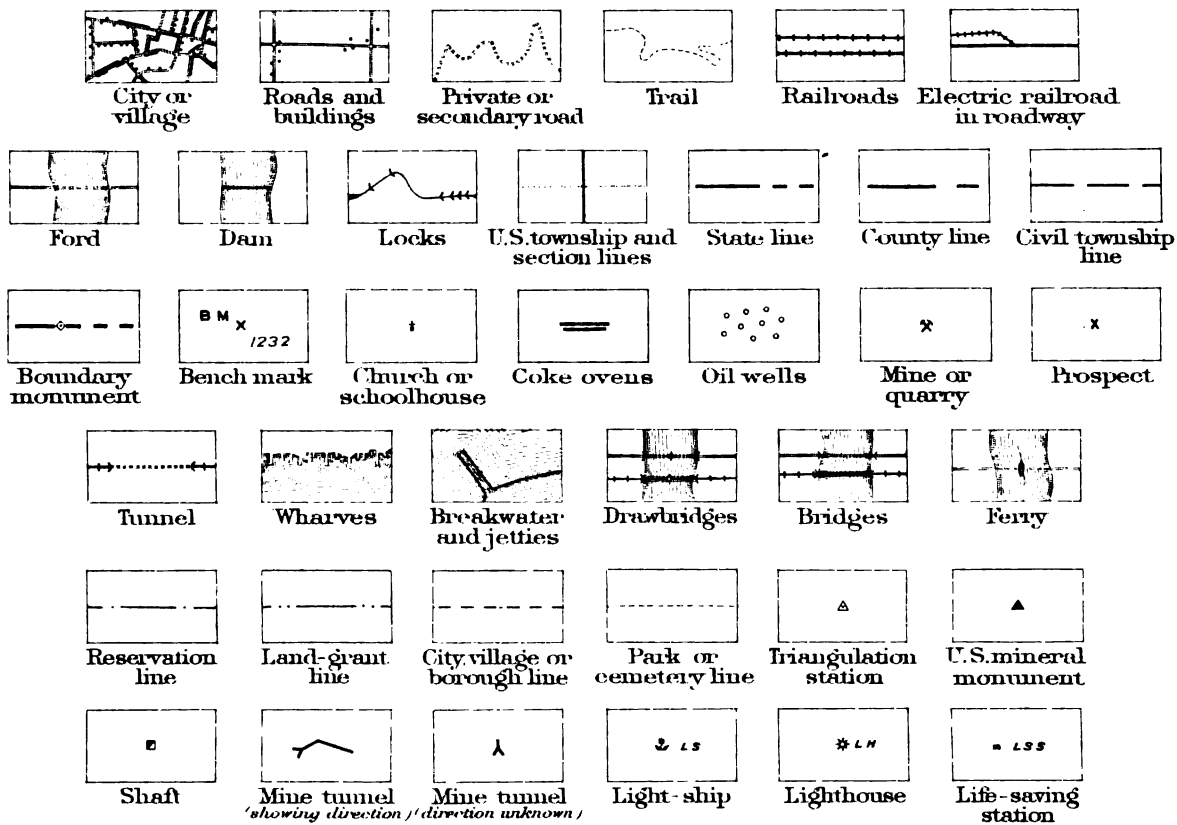 City or village
Roads and buildings
Private or secondary road
Trail
Railroads
Electric railroad in roadway
Ford
Dam
Locks
U.S. township and section lines
State line
County line
Civil township line
B M
1232
Boundary monument
Bench mark
Church or schoolhouse
Coke ovens
Oil wells
Mine or quarry
Prospect
Tunnel
Wharves
Breakwater and jetties
Drawbridges
Bridges
Ferry
Reservation line
Land-grant line
City, village or borough line
Park or cemetery line
Triangulation station
U.S. mineral monument
LS
LH
LSS
Shaft
Mine tunnel
(showing direction)
Mine tunnel
(direction unknown)
Light-ship
Lighthouse
Life-saving station